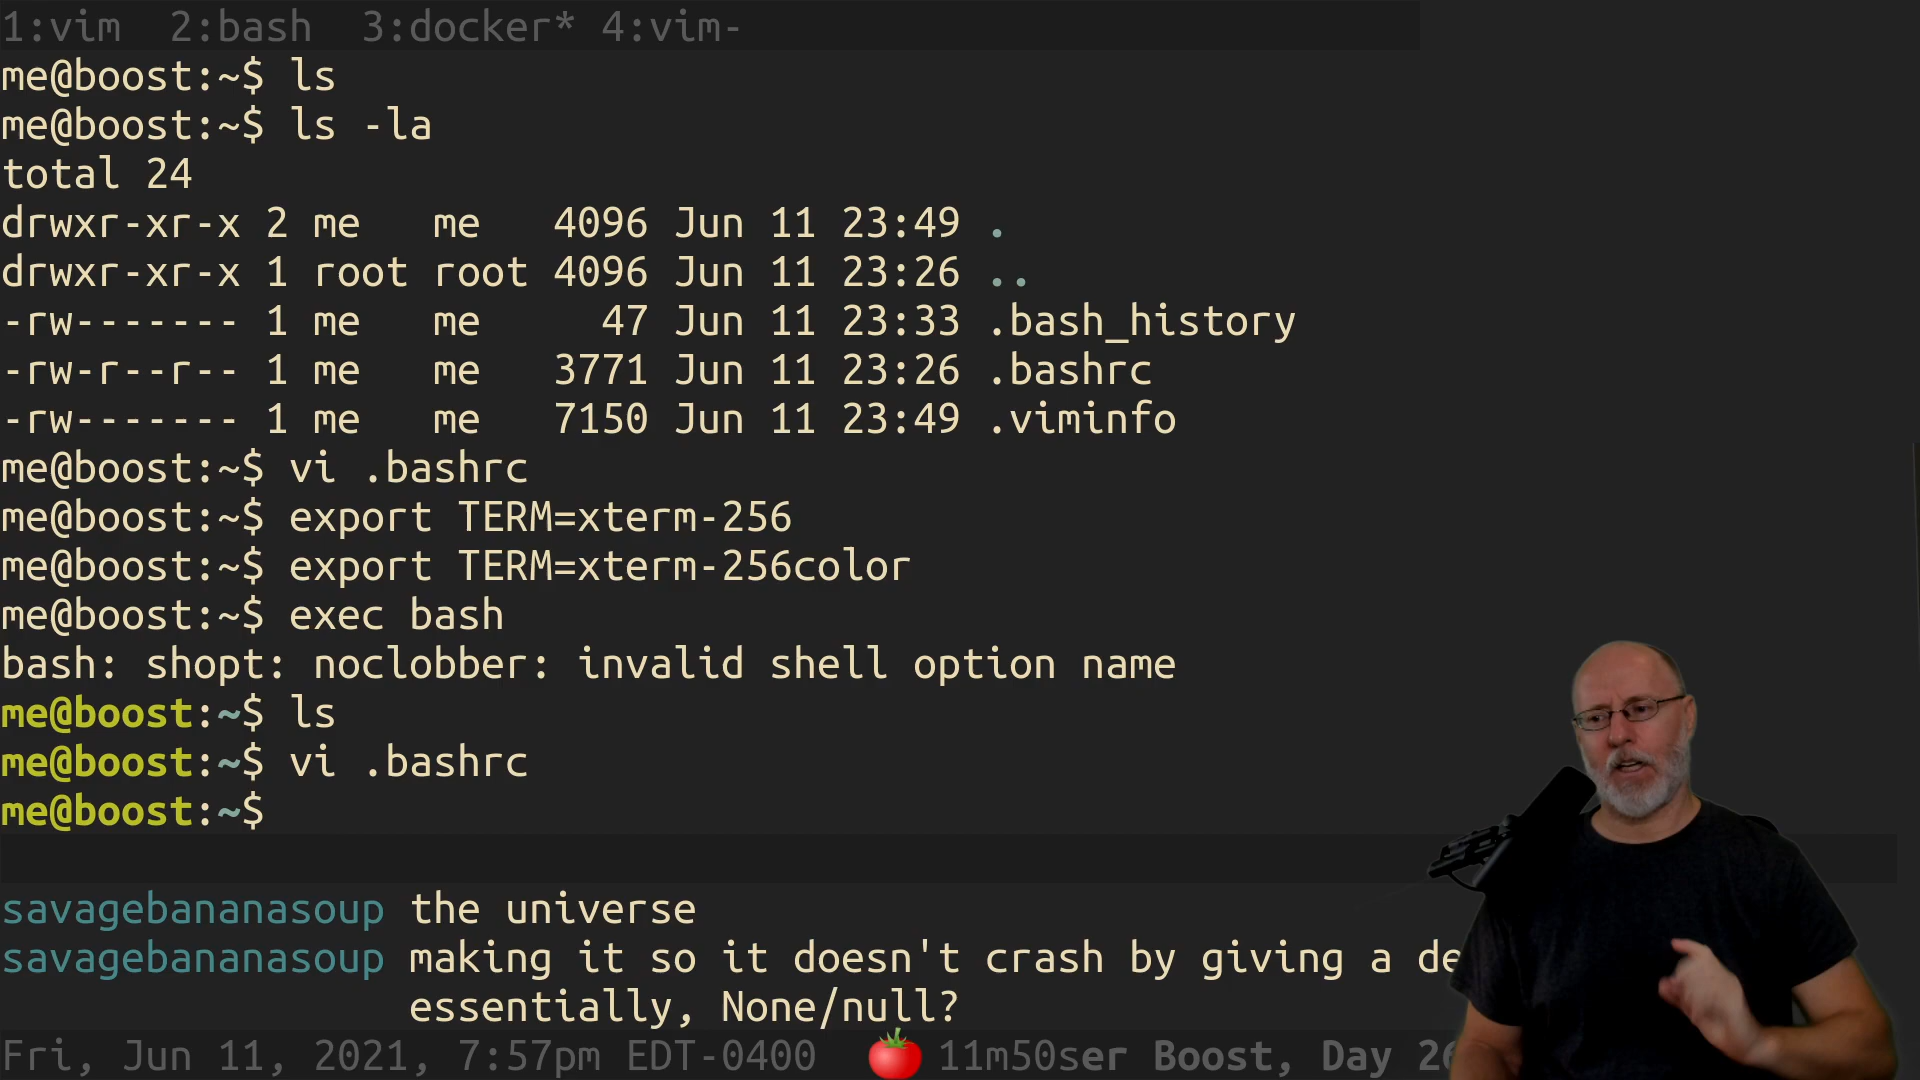 1:vim  2:bash  3:docker* 4:vim-
me@boost:~$ ls
me@boost:~$ ls -la
total 24
drwxr-xr-x 2 me   me   4096 Jun 11 23:49 .
drwxr-xr-x 1 root root 4096 Jun 11 23:26 ..
-rw------- 1 me   me     47 Jun 11 23:33 .bash_history
-rw-r--r-- 1 me   me   3771 Jun 11 23:26 .bashrc
-rw------- 1 me   me   7150 Jun 11 23:49 .viminfo
me@boost:~$ vi .bashrc
me@boost:~$ export TERM=xterm-256
me@boost:~$ export TERM=xterm-256color
me@boost:~$ exec bash
bash: shopt: noclobber: invalid shell option name
me@boost:~$ ls
me@boost:~$ vi .bashrc
me@boost:~$
savagebananasoup the universe
savagebananasoup making it so it doesn't crash by giving a
essentially, None/null?
Fri, Jun 11, 2021, 7:57pm EDT-0400 11m50ser Boost, Day